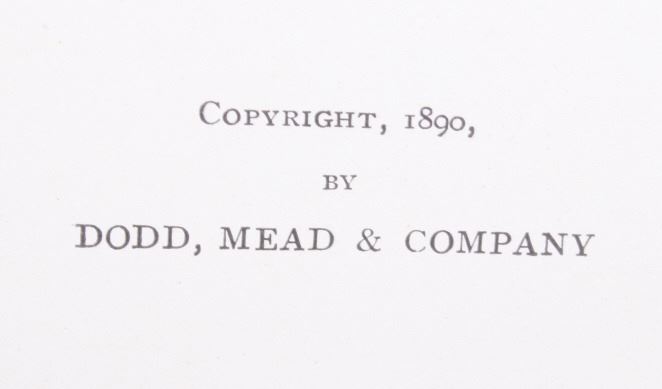 Copyright, 1890,
BY
DODD, MEAD & COMPANY